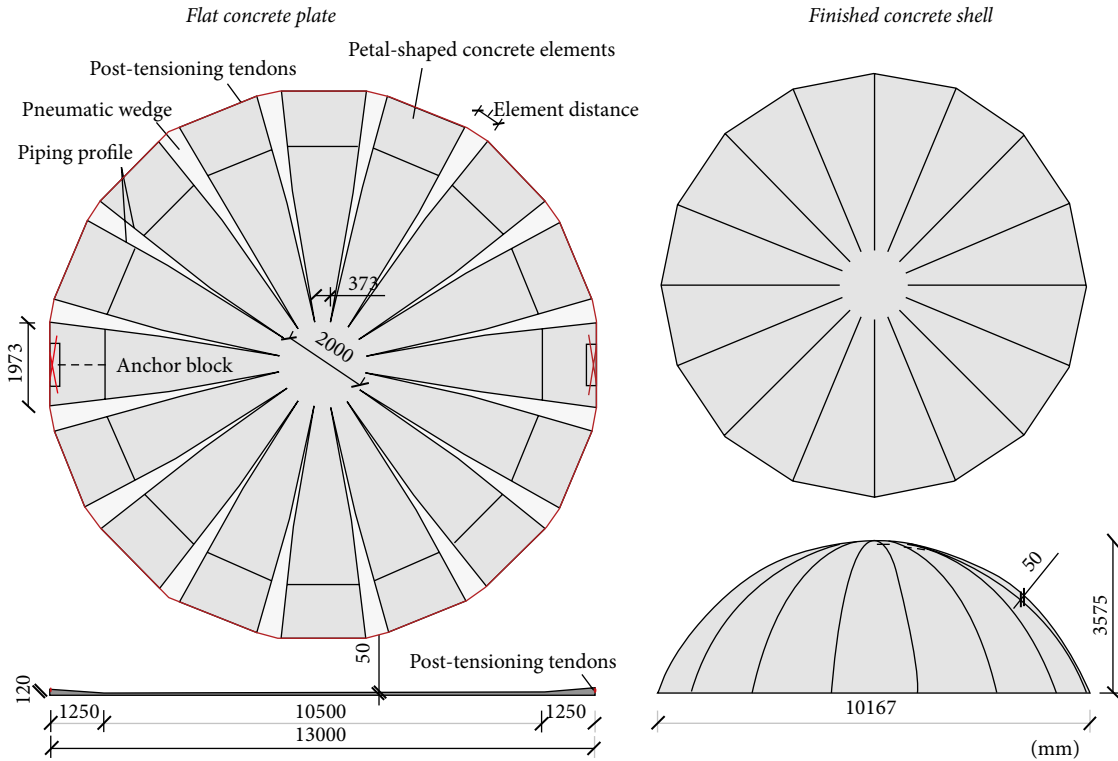 Flat concrete plate
Finished concrete shell
Petal-shaped concrete elements
Post-tensioning tendons
Pneumatic wedge
Element distance
Piping profile
373
2000
1973
Anchor block
50
Post-tensioning tendons
120
1250
10500
1250
13000
50
3575
10167
(mm)